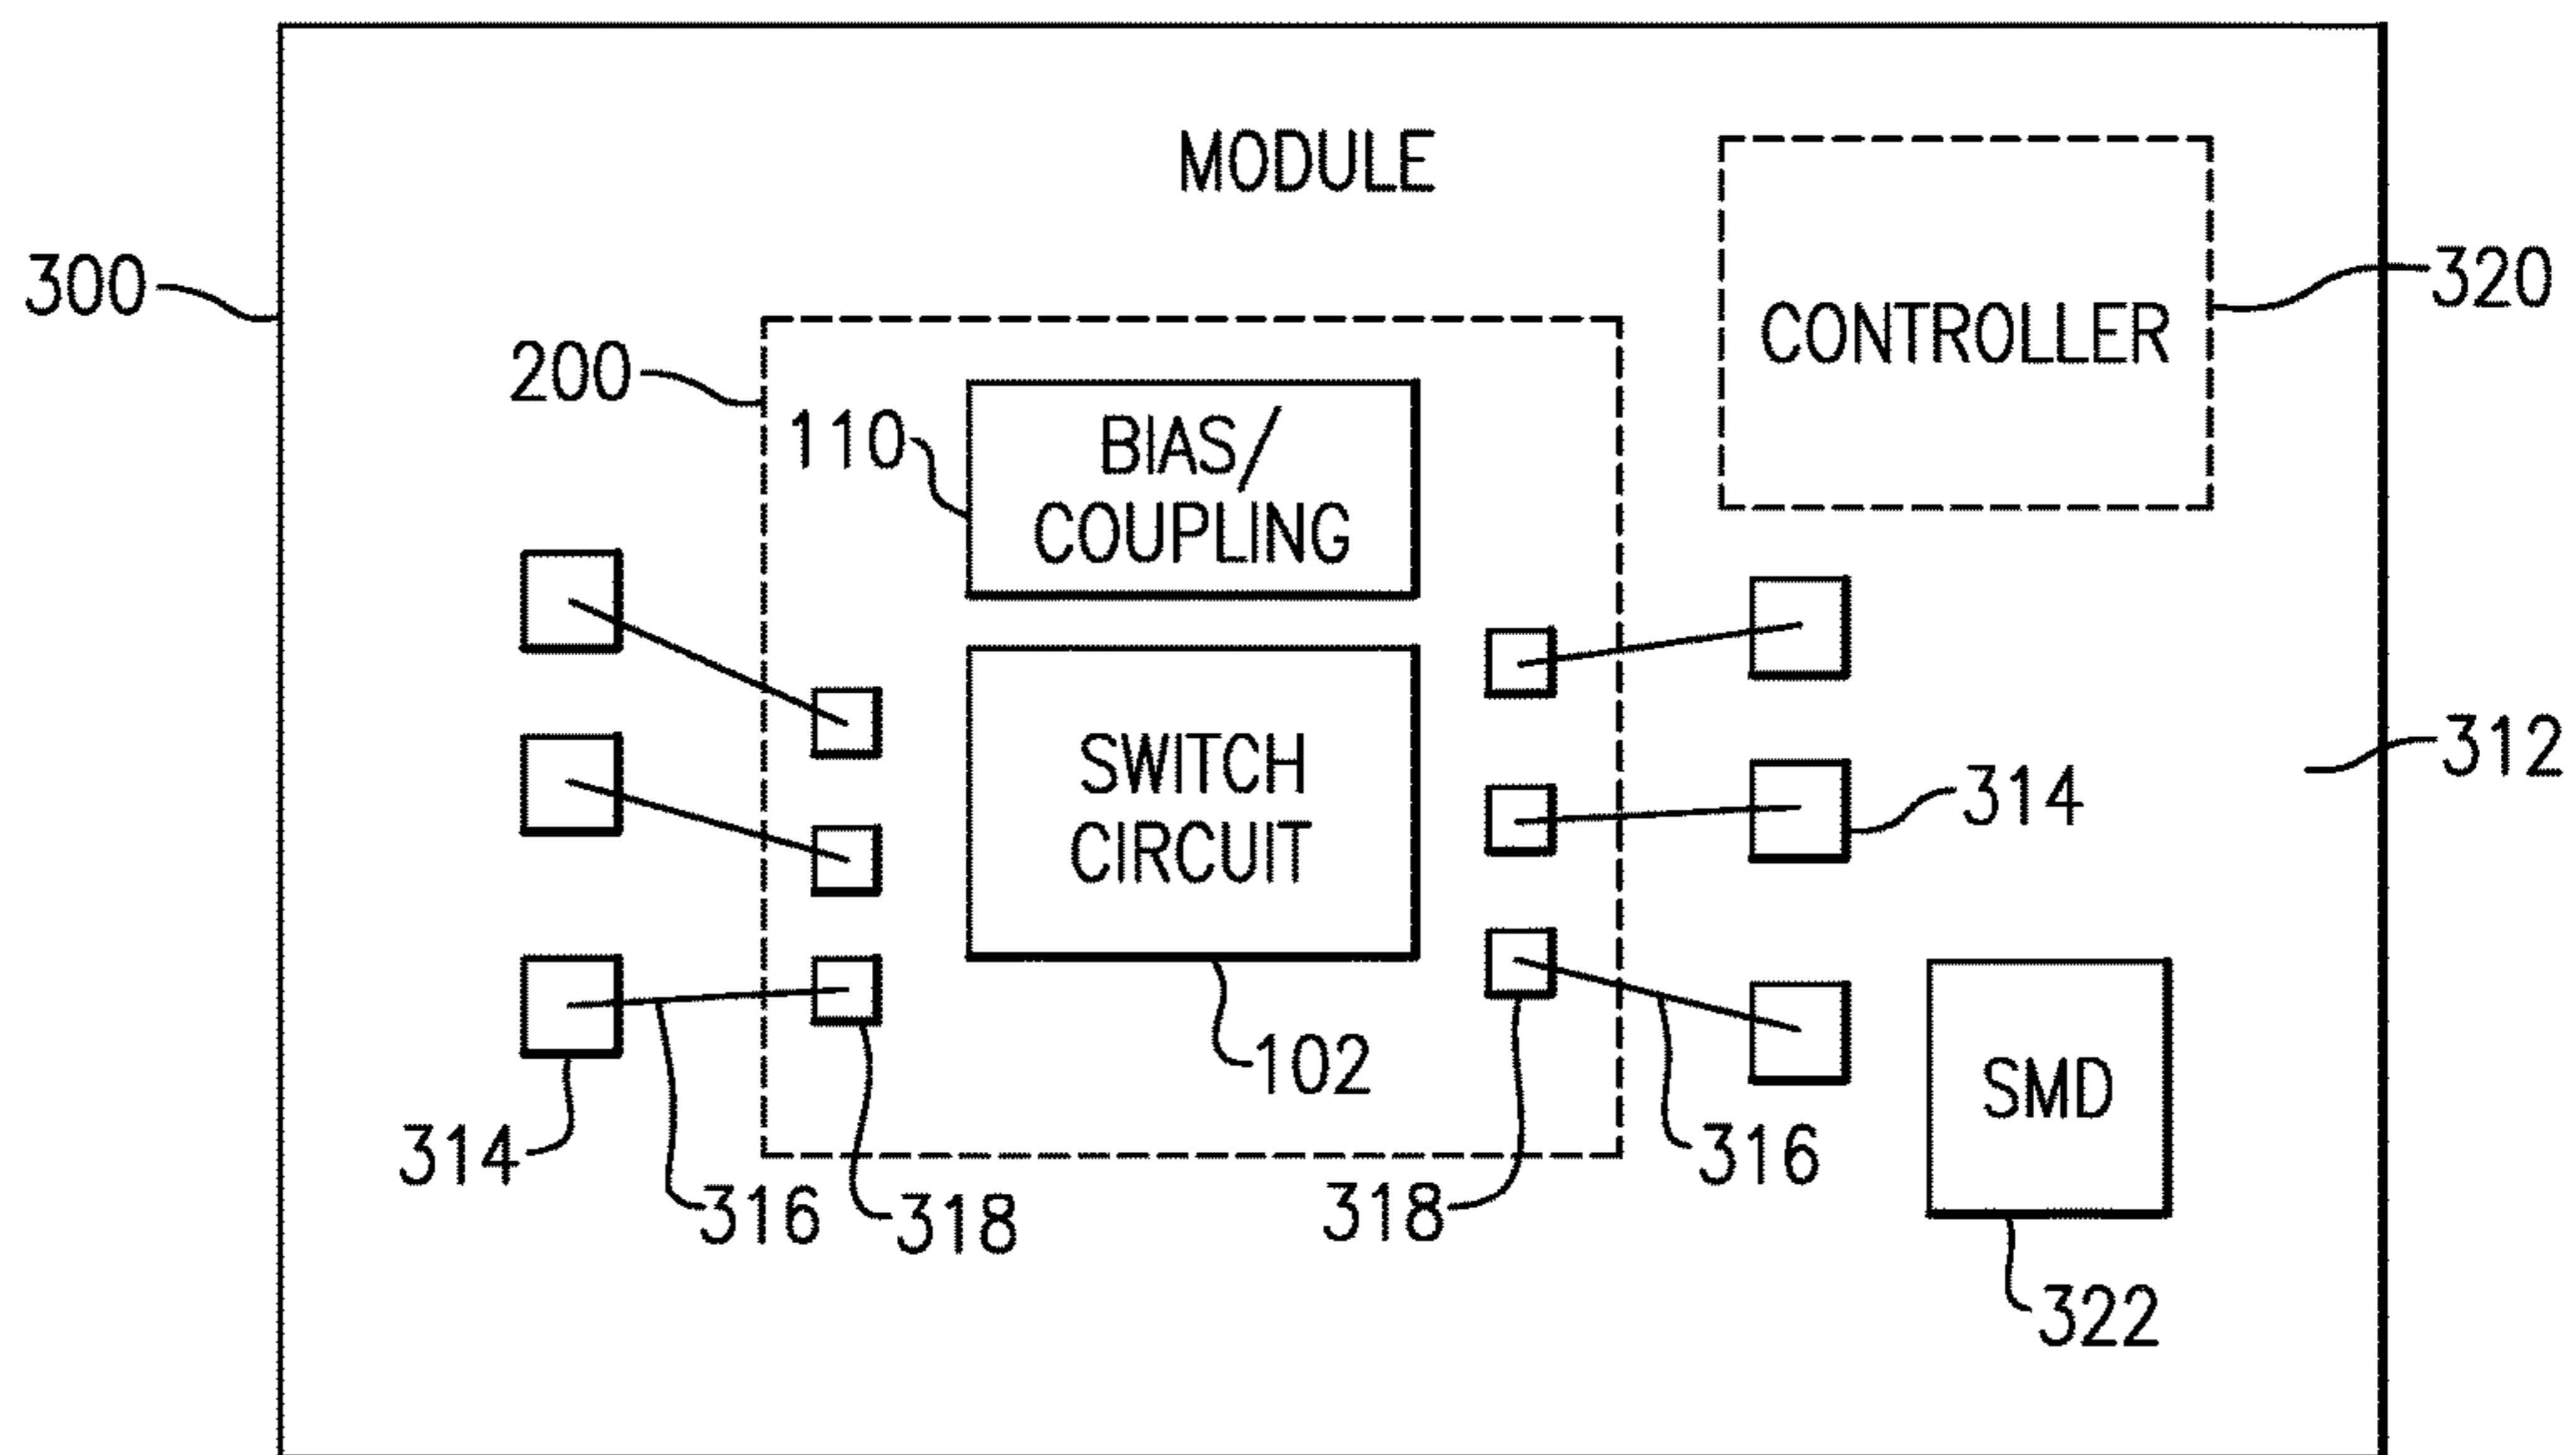 MODULE
300
320
CONTROLLER
200
110
BIAS/
COUPLING
312
SWITCH
CIRCUIT
314
102
SMD
314
316
318
318
316
322